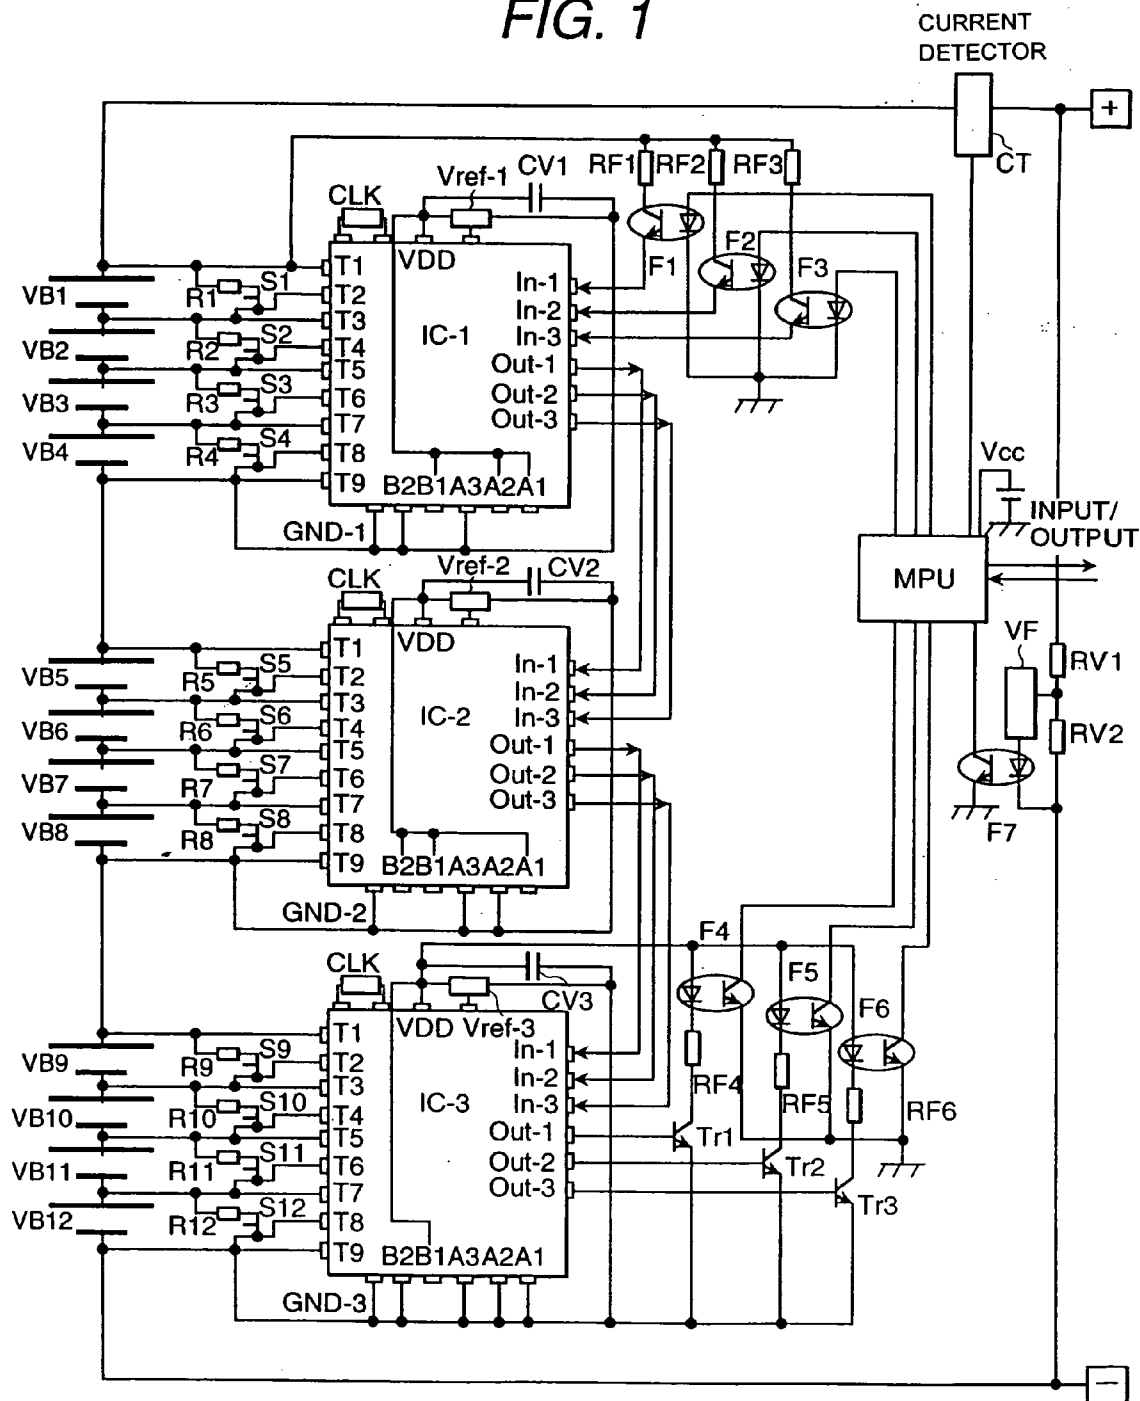 FIG. 1
CURRENT
DETECTOR
+
CT
RF1 RF2 RF3
CV1
Vref-1
CLK
VDD
F1
F2
F3
VB1
VB2
VB3
VB4
R1
R2
R3
R4
S1
S2
S3
S4
T1
T2
T3
T4
T5
T6
T7
T8
T9
IC-1
In-1
In-2
In-3
Out-1
Out-2
Out-3
B2B1A3A2A1
GND-1
Vcc
INPUT/
OUTPUT
MPU
VF
RV1
RV2
F7
CLK
Vref-2
CV2
VDD
VB5
VB6
VB7
VB8
R5
R6
R7
R8
S5
S6
S7
S8
T1
T2
T3
T4
T5
T6
T7
T8
T9
IC-2
In-1
In-2
In-3
Out-1
Out-2
Out-3
B2B1A3A2A1
GND-2
CLK
CV3
VDD
Vref-3
VB9
VB10
VB11
VB12
R9
R10
R11
R12
S9
S10
S11
S12
T1
T2
T3
T4
T5
T6
T7
T8
T9
IC-3
In-1
In-2
In-3
Out-1
Out-2
Out-3
B2B1A3A2A1
GND-3
F4
F5
F6
RF4
RF5
RF6
Tr1
Tr2
Tr3
−